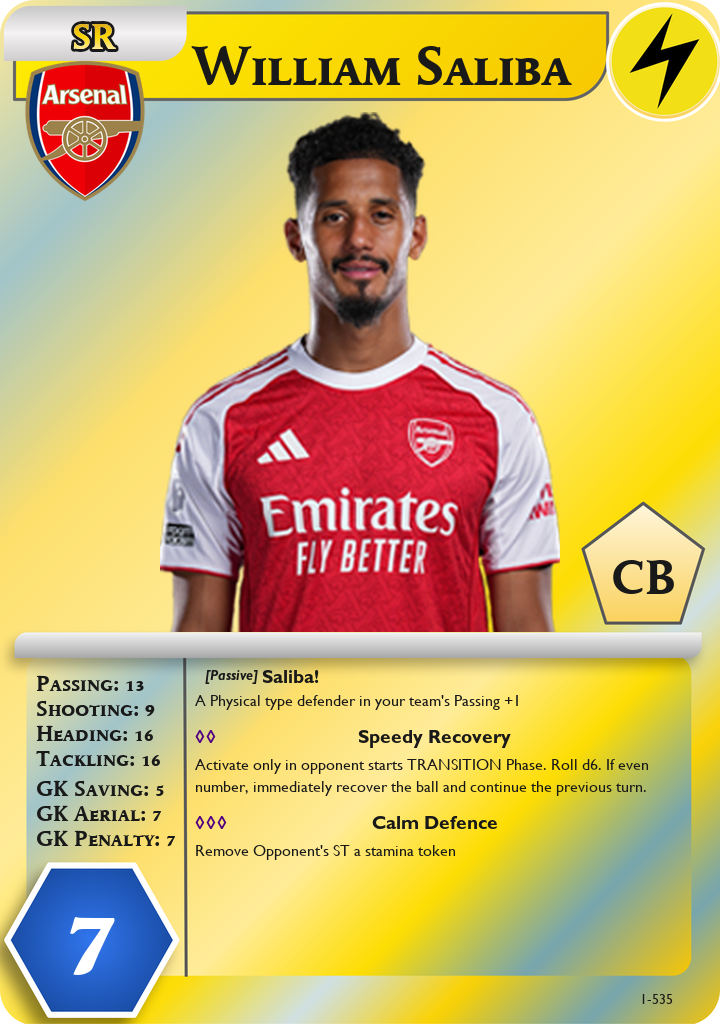 SR
William Saliba
Arsenal
Arsenal
Emirates
FLY BETTER
CB
Passing: 13
Shooting: 9
Heading: 16
Tackling: 16
GK Saving: 5
GK Aerial: 7
GK Penalty: 7
7
[Passive] Saliba!
A Physical type defender in your team's Passing +1
◊◊ Speedy Recovery
Activate only in opponent starts TRANSITION Phase. Roll d6. If even
number, immediately recover the ball and continue the previous turn.
◊◊◊ Calm Defence
Remove Opponent's ST a stamina token
1-535